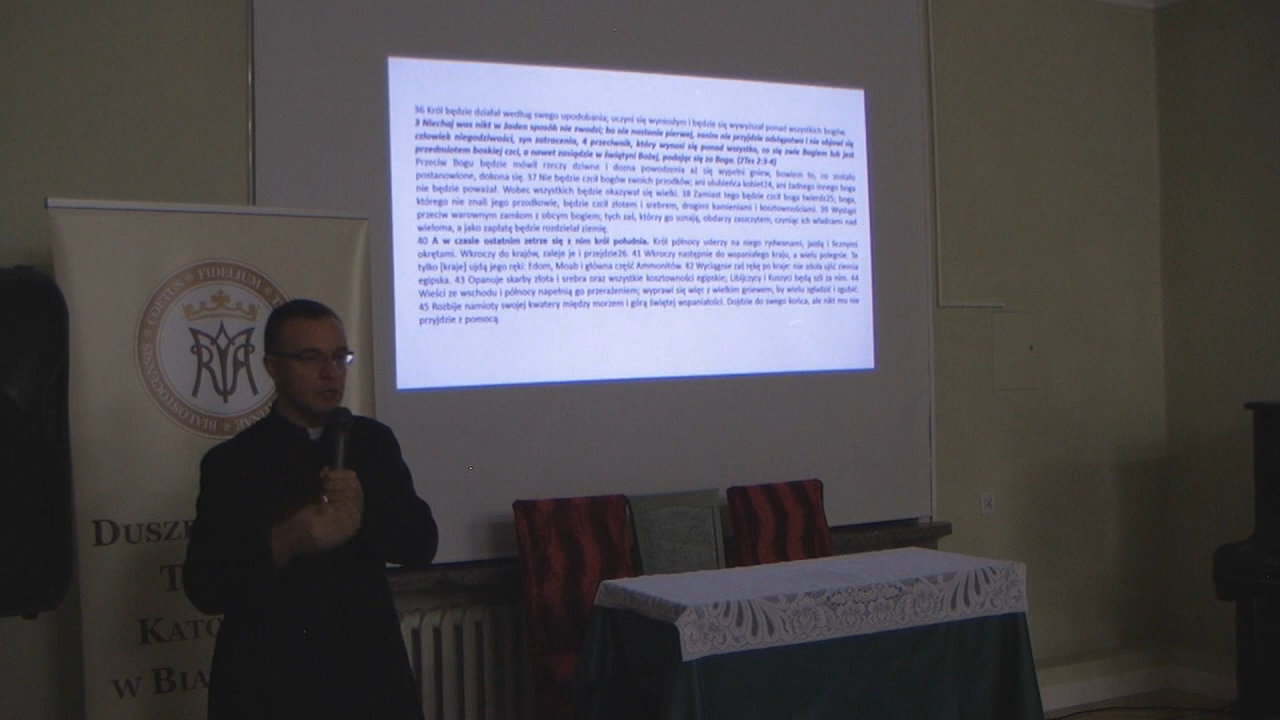 36 Król będzie działał według swego upodobania; uczyni się wyniosłym i będzie się wywyższał ponad wszystkich bogów.
3 Niechaj was nikt w żaden sposób nie zwodzi; bo nie nastanie pierwej, zanim nie przyjdzie odstępstwo i nie objawi się
człowiek niegodziwości, syn zatracenia, 4 przeciwnik, który wynosi się ponad wszystko, co się zwie Bogiem lub jest
przedmiotem boskiej czci, a nawet zasiądzie w świątyni Bożej, podając się za Boga. (2Tes 2:3-4)
Przeciw Bogu będzie mówił rzeczy dziwne i dozna powodzenia aż się wypełni gniew, bowiem to, co zostało
postanowione, dokona się. 37 Nie będzie czcił bogów swoich przodków; ani ulubieńca kobiet24, ani żadnego innego boga
nie będzie poważał. Wobec wszystkich będzie okazywał się wielki. 38 Zamiast tego będzie czcił boga twierdz25; boga,
którego nie znali jego przodkowie, będzie czcił złotem i srebrem, drogimi kamieniami i kosztownościami. 39 Wystąpi
przeciw warownym zamkom z obcym bogiem; tych zaś, którzy go uznają, obdarzy zaszczytem, czyniąc ich władcami nad
wieloma, a jako zapłatę będzie rozdzielał ziemię.
40 A w czasie ostatnim zetrze się z nim król południa. Król północy uderzy na niego rydwanami, jazdą i licznymi
okrętami. Wkroczy do krajów, zaleje je i przejdzie26. 41 Wkroczy następnie do wspaniałego kraju, a wielu polegnie. Te
tylko [kraje] ujdą jego ręki: Edom, Moab i główna część Ammonitów. 42 Wyciągnie zaś rękę po kraje: nie zdoła ujść ziemia
egipska. 43 Opanuje skarby złota i srebra oraz wszystkie kosztowności egipskie; Libijczycy i Kuszyci będą szli za nim. 44
Wieści ze wschodu i północy napełnią go przerażeniem; wyprawi się więc z wielkim gniewem, by wielu zgładzić i zgubić.
45 Rozbije namioty swojej kwatery między morzem i górą świętej wspaniałości. Dojdzie do swego końca, ale nikt mu nie
przyjdzie z pomocą.
COETUS FIDELIUM
BIALOSTOCENSIS
DUSZ
T
KATO
W BIA